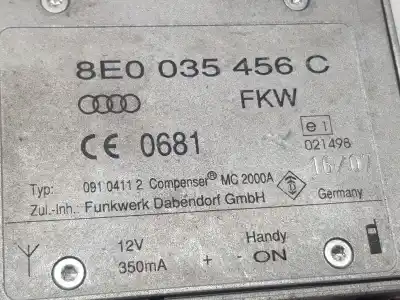 8E0 035 456 C
FKW
CE 0681
e1
021498
16/07
Typ: 091 0411 2 Compenser® MC 2000A
Zul.-Inh.: Funkwerk Dabendorf GmbH
Germany
12V
350mA
+ -
Handy
ON